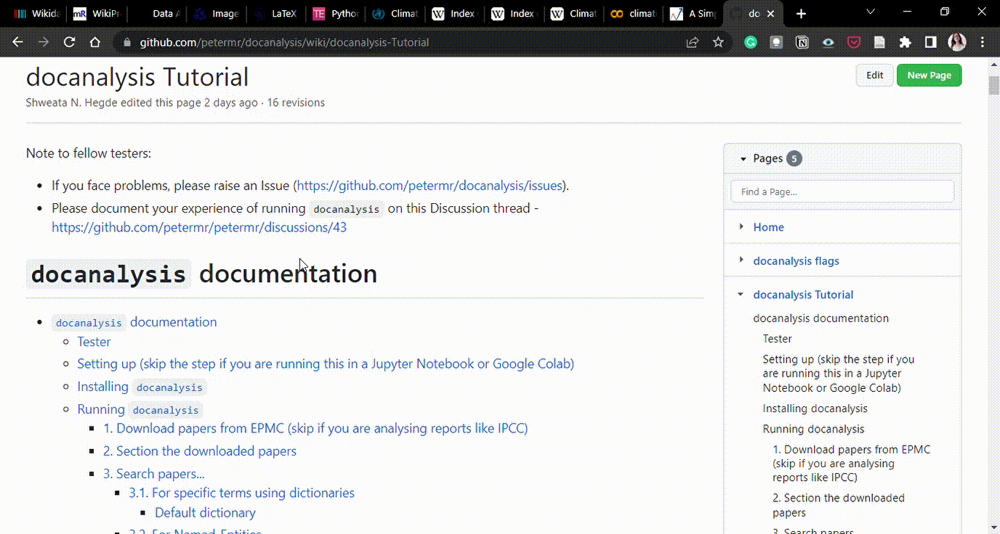 Wikida
mR WikiPr
Data A
Image
LaTeX
TE Pythor
Climat
W Index
W Index
W Climat
climat
A Simp
do
github.com/petermr/docanalysis/wiki/docanalysis-Tutorial
docanalysis Tutorial
Edit
New Page
Shweata N. Hegde edited this page 2 days ago · 16 revisions
Note to fellow testers:
If you face problems, please raise an Issue (https://github.com/petermr/docanalysis/issues).
Please document your experience of running docanalysis on this Discussion thread -
https://github.com/petermr/petermr/discussions/43
docanalysis documentation
docanalysis documentation
Tester
Setting up (skip the step if you are running this in a Jupyter Notebook or Google Colab)
Installing docanalysis
Running docanalysis
1. Download papers from EPMC (skip if you are analysing reports like IPCC)
2. Section the downloaded papers
3. Search papers...
3.1. For specific terms using dictionaries
Default dictionary
3.2. For Named-Entities
Pages 5
Find a Page...
Home
docanalysis flags
docanalysis Tutorial
docanalysis documentation
Tester
Setting up (skip the step if you
are running this in a Jupyter
Notebook or Google Colab)
Installing docanalysis
Running docanalysis
1. Download papers from EPMC
(skip if you are analysing
reports like IPCC)
2. Section the downloaded
papers
3. Search papers